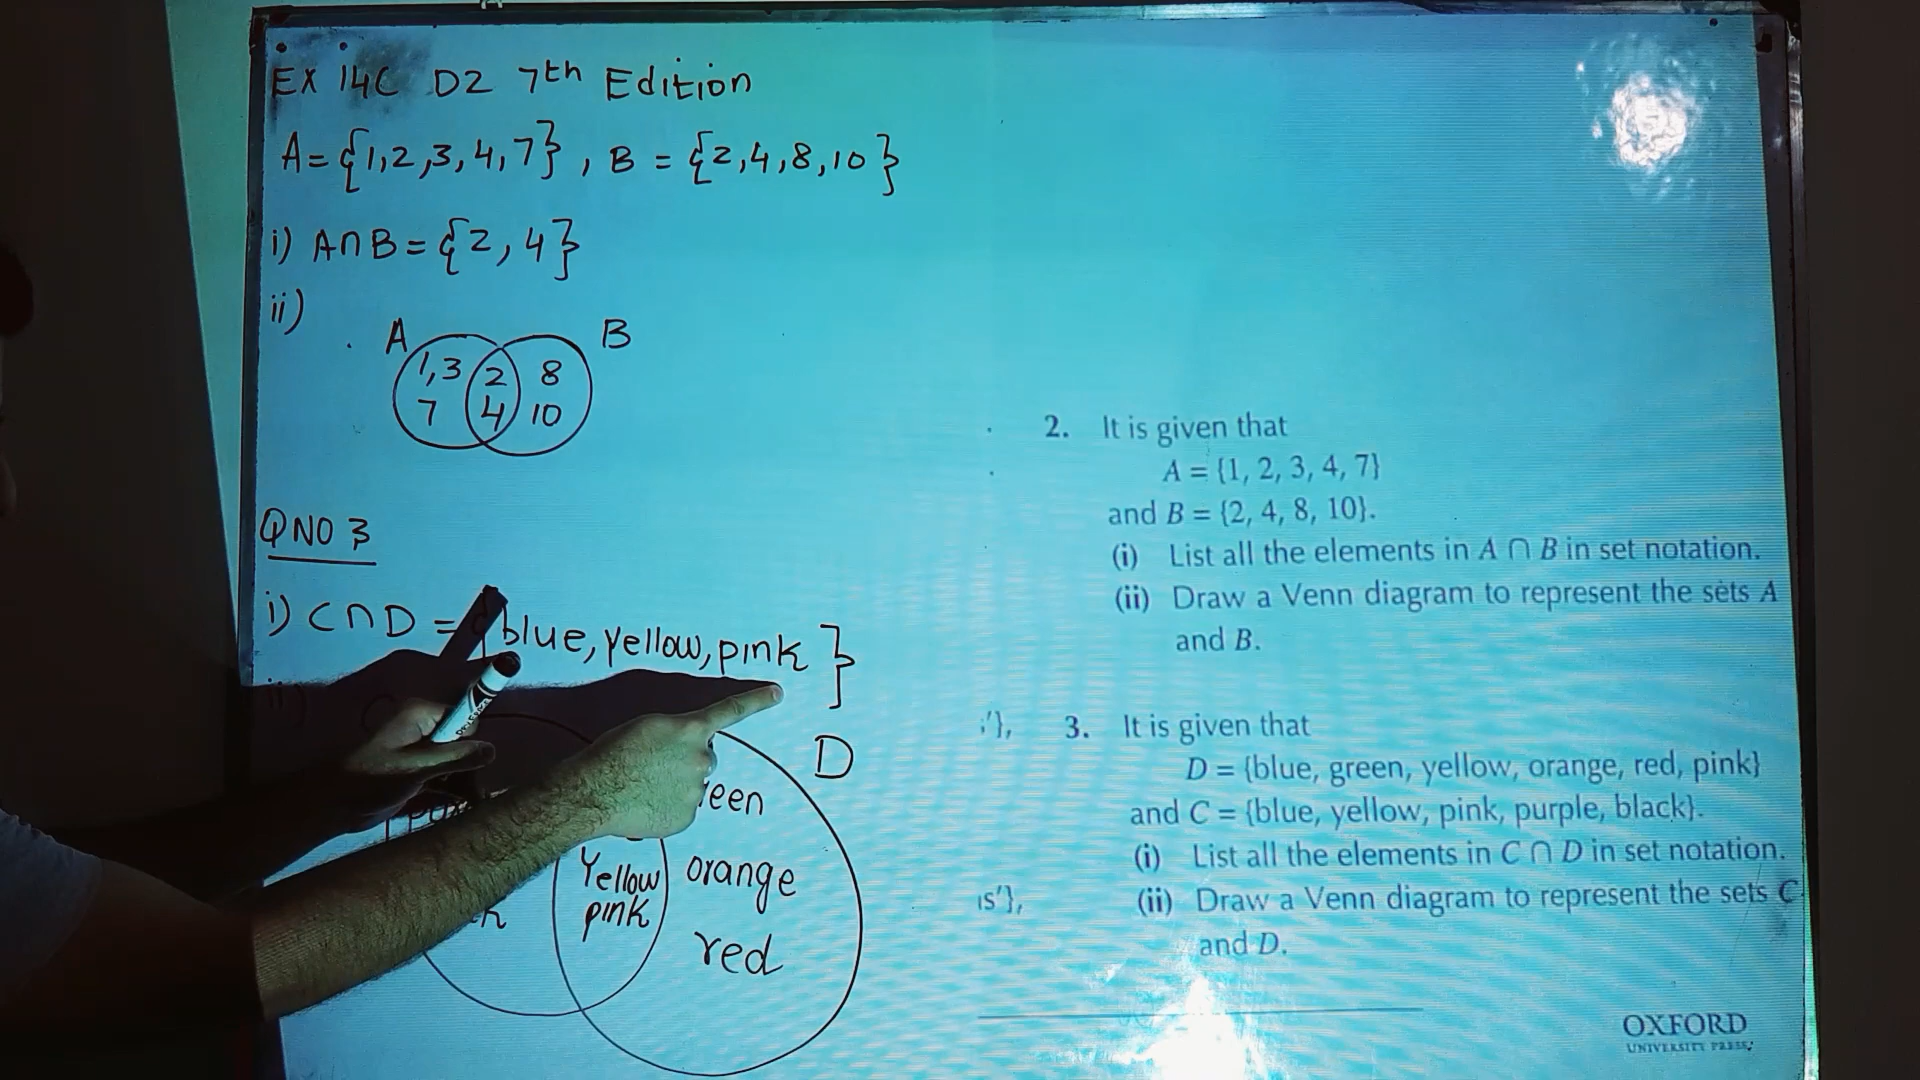 Ex 14C D2 7th Edition
A = {1,2,3,4,7} , B = {2,4,8,10}
i) A∩B = {2,4}
ii)
A B
1,3 2 8
7 4 10
QNO 3
i) C∩D = {blue, yellow, pink}
ii)
D
Yellow orange
pink
red
2. It is given that
A = {1, 2, 3, 4, 7}
and B = {2, 4, 8, 10}.
(i) List all the elements in A ∩ B in set notation.
(ii) Draw a Venn diagram to represent the sets A
and B.
3. It is given that
D = {blue, green, yellow, orange, red, pink}
and C = {blue, yellow, pink, purple, black}.
(i) List all the elements in C ∩ D in set notation.
(ii) Draw a Venn diagram to represent the sets C
and D.
OXFORD
UNIVERSITY PRESS